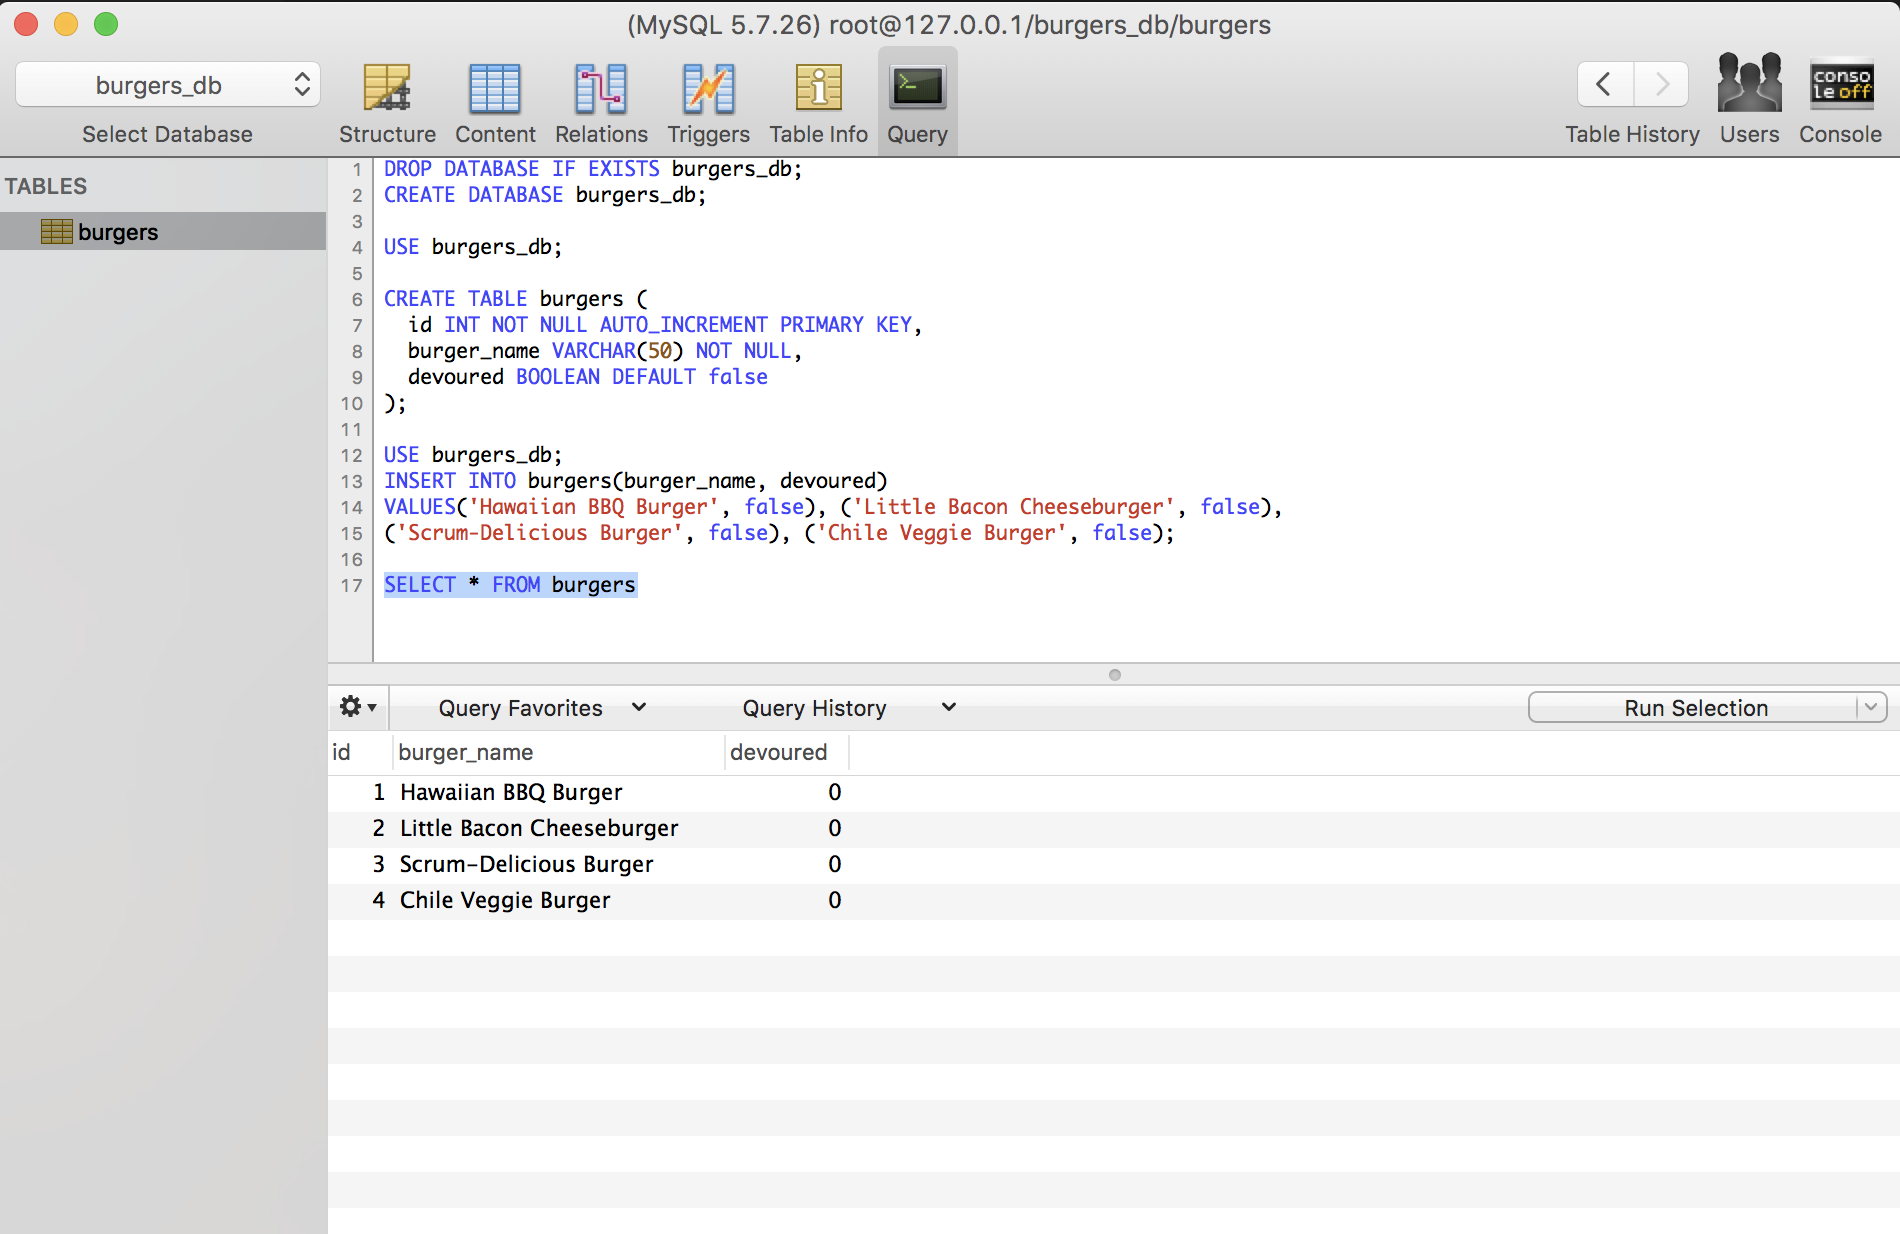 (MySQL 5.7.26) root@127.0.0.1/burgers_db/burgers
burgers_db
Select Database
Structure
Content
Relations
Triggers
Table Info
Query
conso
le off
Table History
Users
Console
TABLES
burgers
1 DROP DATABASE IF EXISTS burgers_db;
2 CREATE DATABASE burgers_db;
3
4 USE burgers_db;
5
6 CREATE TABLE burgers (
7 id INT NOT NULL AUTO_INCREMENT PRIMARY KEY,
8 burger_name VARCHAR(50) NOT NULL,
9 devoured BOOLEAN DEFAULT false
10 );
11
12 USE burgers_db;
13 INSERT INTO burgers(burger_name, devoured)
14 VALUES('Hawaiian BBQ Burger', false), ('Little Bacon Cheeseburger', false),
15 ('Scrum-Delicious Burger', false), ('Chile Veggie Burger', false);
16
17 SELECT * FROM burgers
Query Favorites
Query History
Run Selection
id burger_name devoured
1 Hawaiian BBQ Burger 0
2 Little Bacon Cheeseburger 0
3 Scrum-Delicious Burger 0
4 Chile Veggie Burger 0